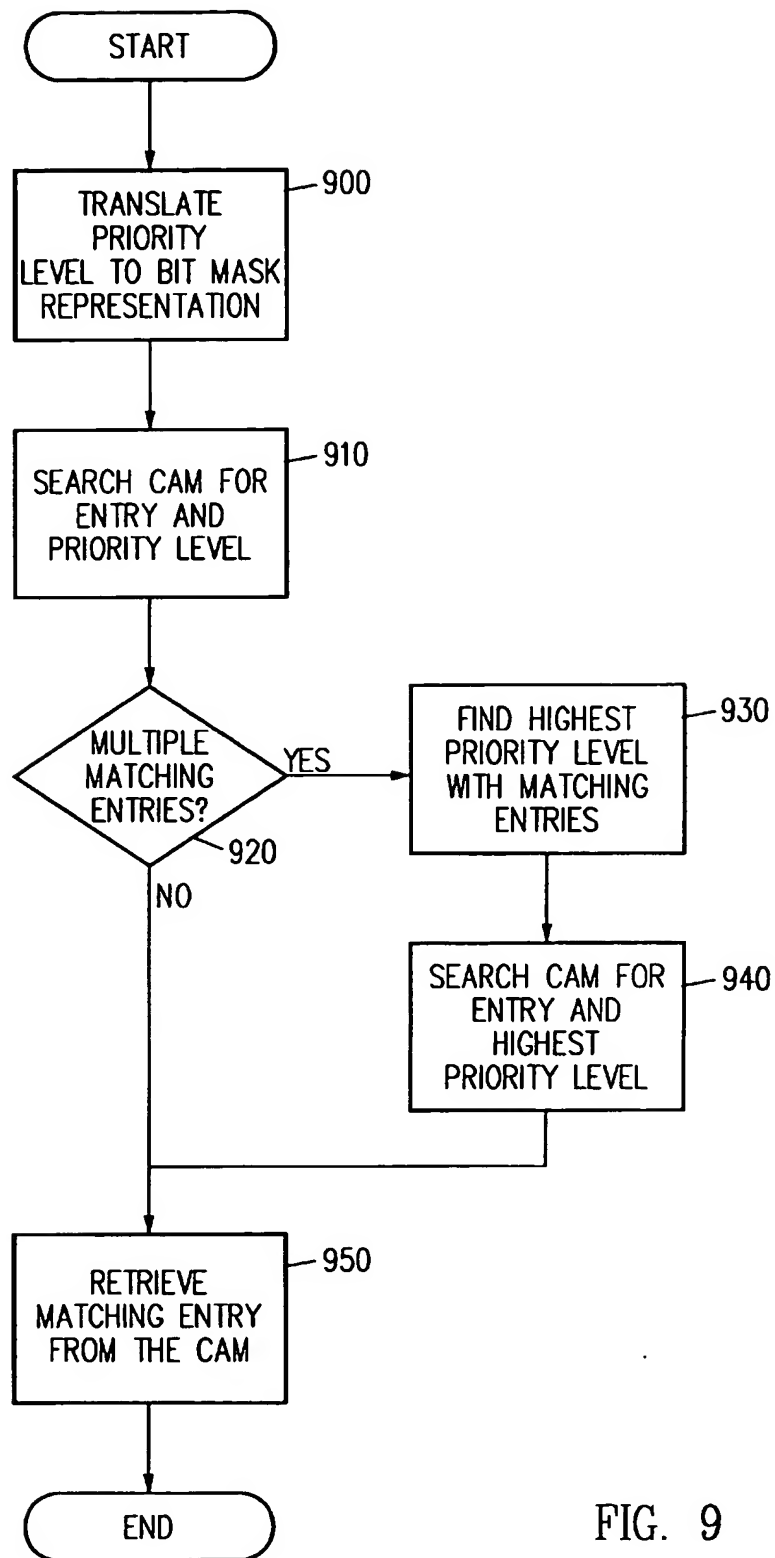 START
TRANSLATE
PRIORITY
LEVEL TO BIT MASK
REPRESENTATION
900
SEARCH CAM FOR
ENTRY AND
PRIORITY LEVEL
910
MULTIPLE
MATCHING
ENTRIES?
920
YES
NO
FIND HIGHEST
PRIORITY LEVEL
WITH MATCHING
ENTRIES
930
SEARCH CAM FOR
ENTRY AND
HIGHEST
PRIORITY LEVEL
940
RETRIEVE
MATCHING ENTRY
FROM THE CAM
950
END
FIG. 9